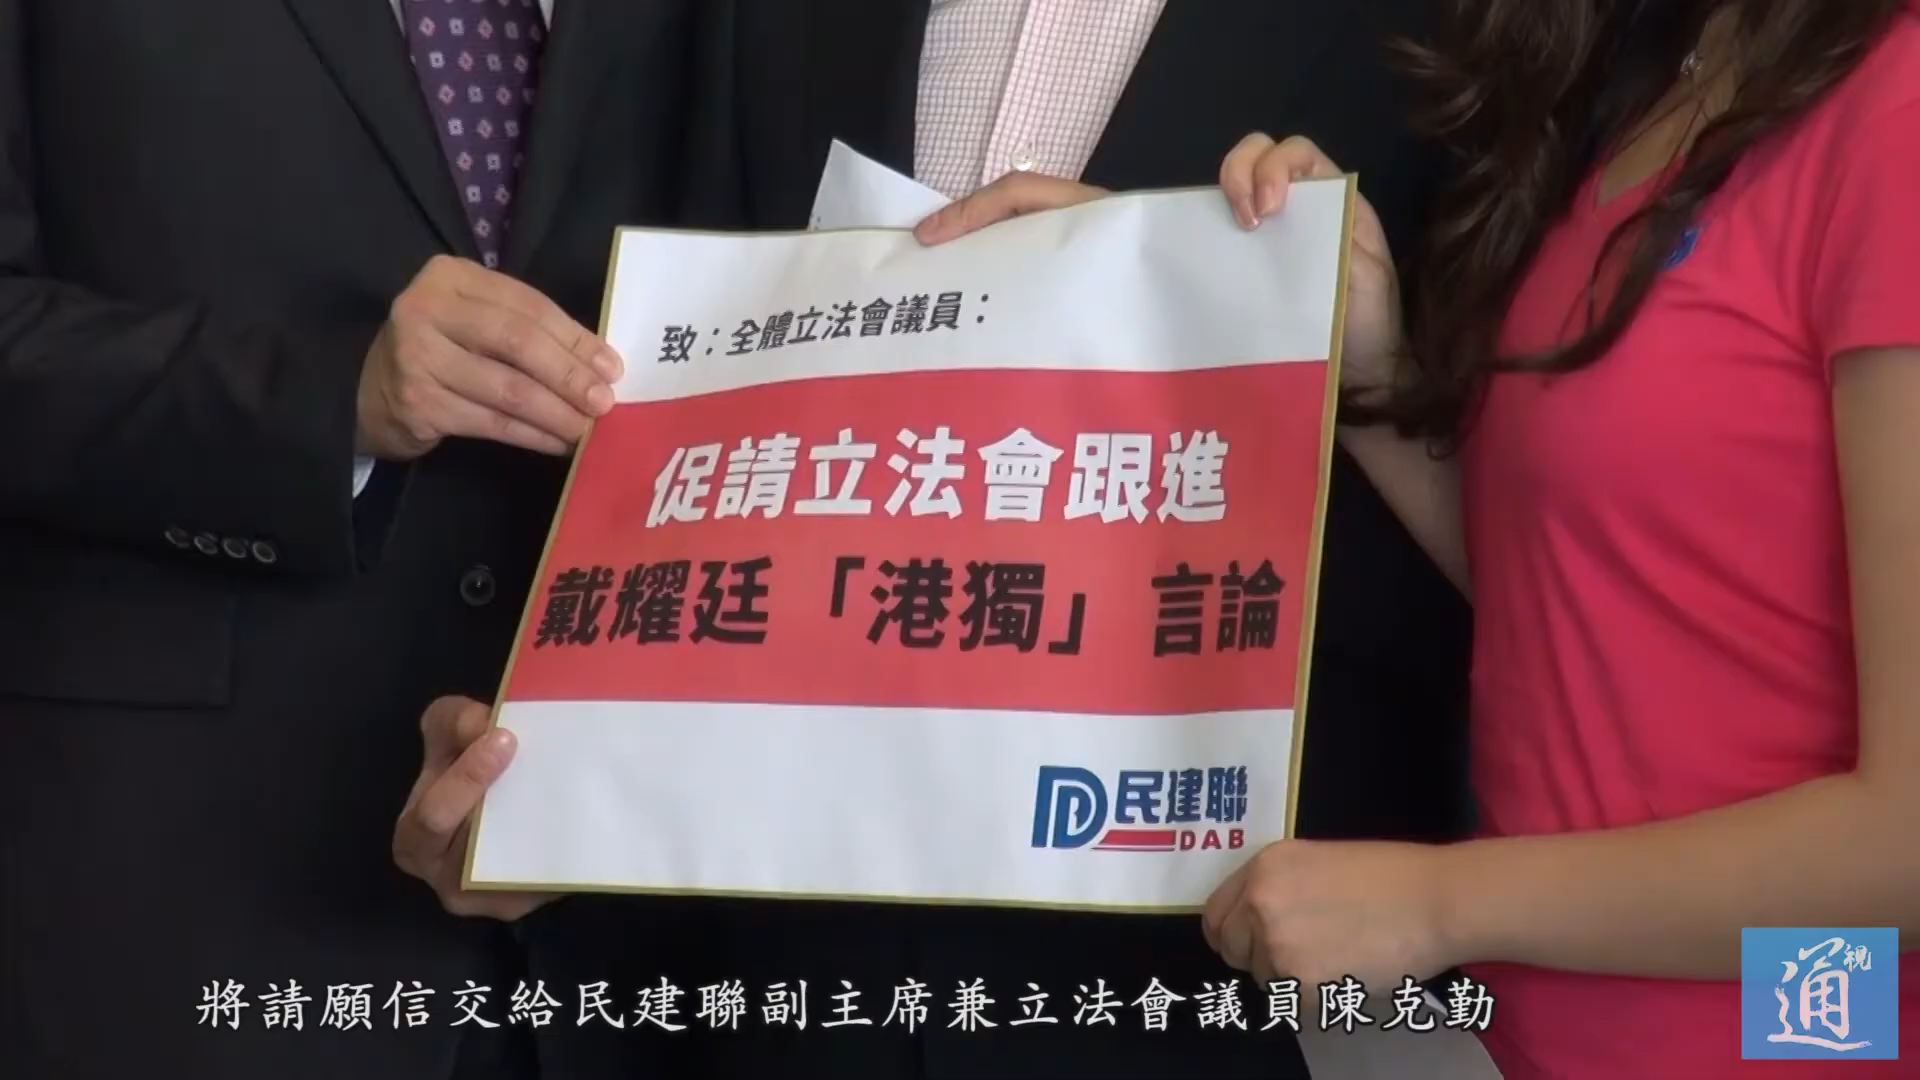 致：全體立法會議員：
促請立法會跟進
戴耀廷「港獨」言論
民建聯
DAB
將請願信交給民建聯副主席兼立法會議員陳克勤
通視